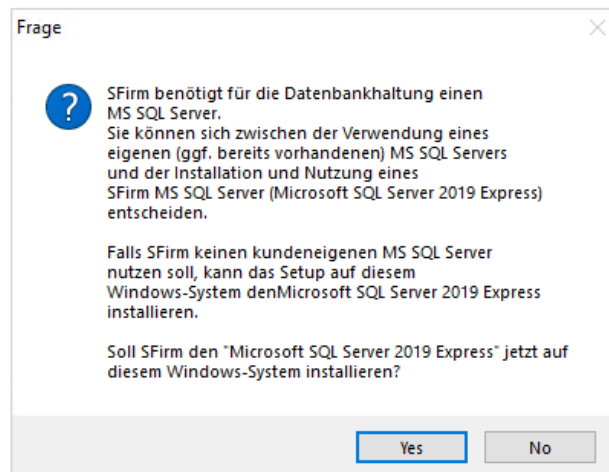 Frage
SFirm benötigt für die Datenbankhaltung einen
MS SQL Server.
Sie können sich zwischen der Verwendung eines
eigenen (ggf. bereits vorhandenen) MS SQL Servers
und der Installation und Nutzung eines
SFirm MS SQL Server (Microsoft SQL Server 2019 Express)
entscheiden.
Falls SFirm keinen kundeneigenen MS SQL Server
nutzen soll, kann das Setup auf diesem
Windows-System denMicrosoft SQL Server 2019 Express
installieren.
Soll SFirm den "Microsoft SQL Server 2019 Express" jetzt auf
diesem Windows-System installieren?
Yes
No